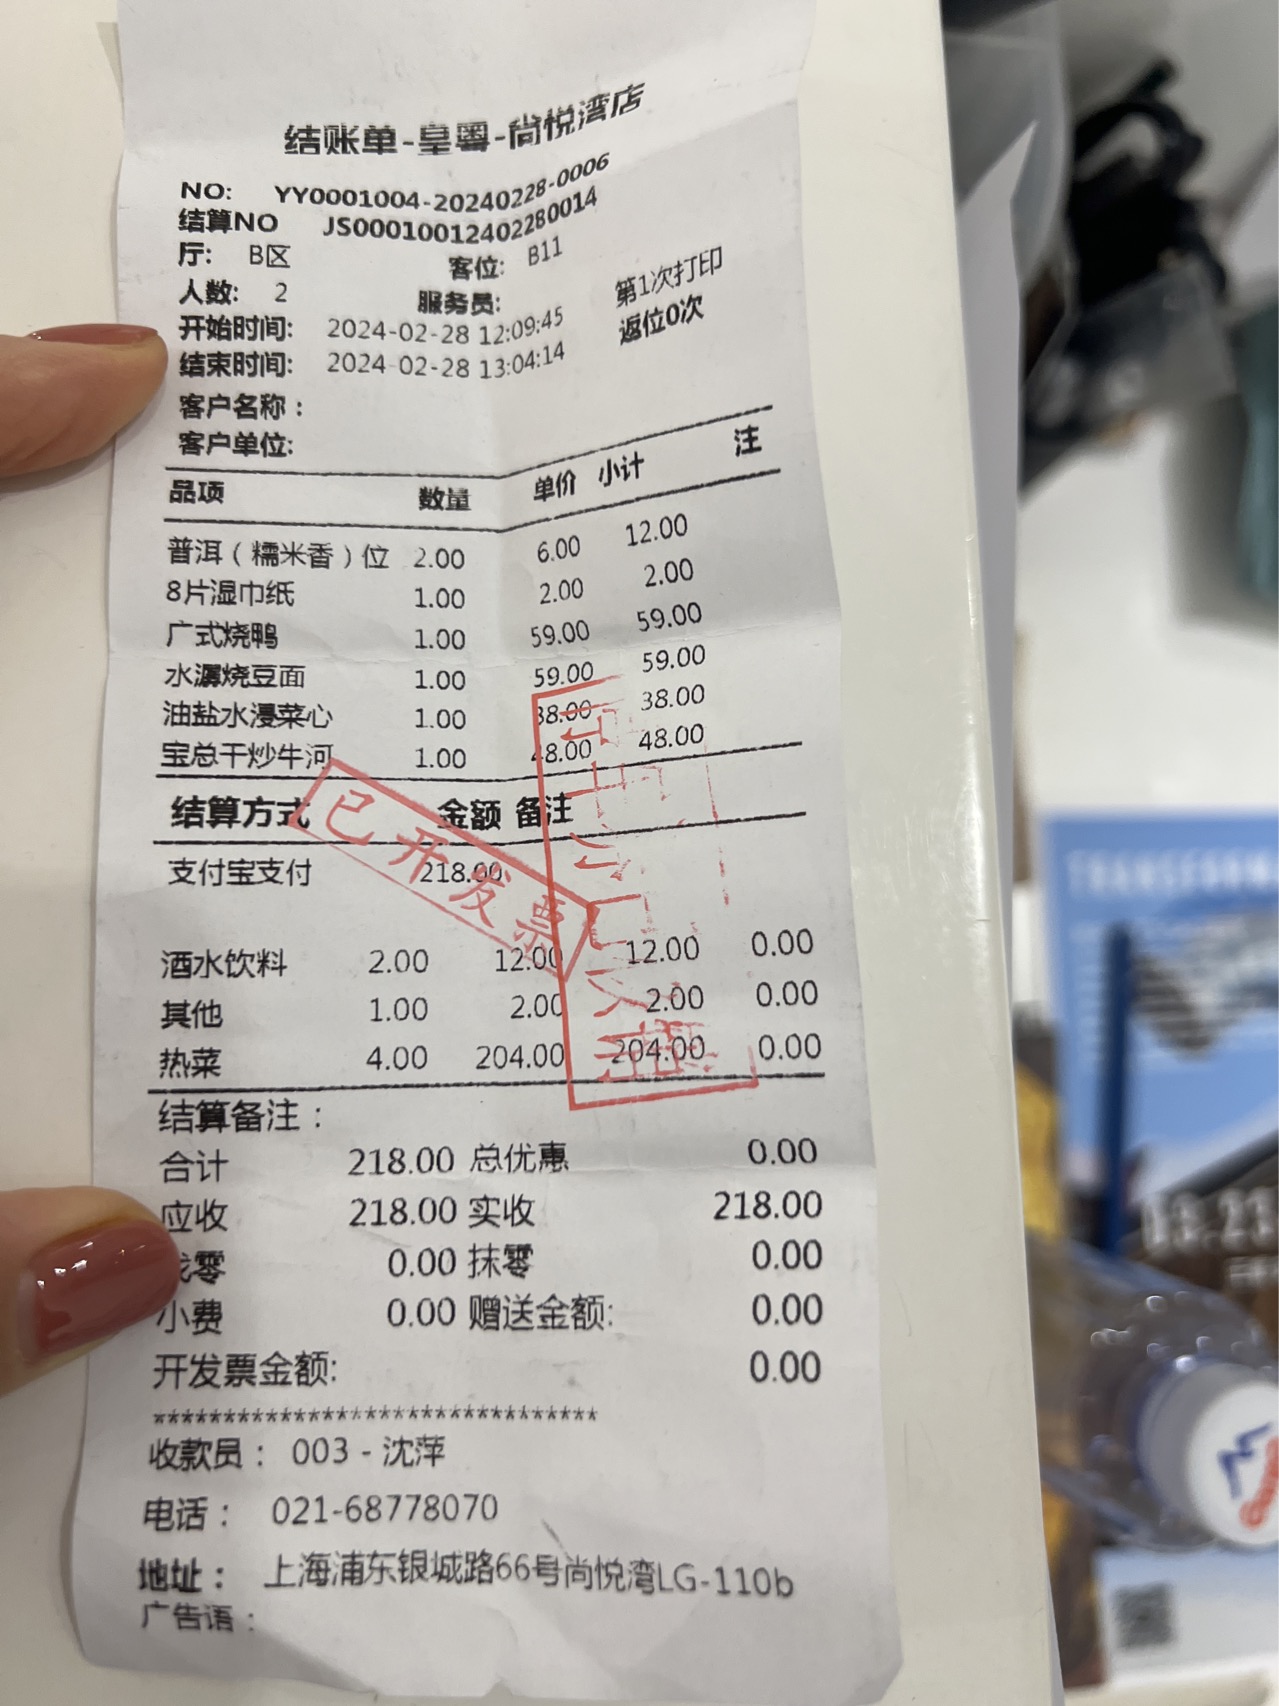 结账单-皇粤-尚悦湾店
NO: YY0001004-20240228-0006
结算NO JS00010012402280014
厅: B区 客位: B11
人数: 2 服务员: 第1次打印
开始时间: 2024-02-28 12:09:45 返位0次
结束时间: 2024-02-28 13:04:14
客户名称：
客户单位:
品项 数量 单价 小计 注
普洱（糯米香）位 2.00 6.00 12.00
8片湿巾纸 1.00 2.00 2.00
广式烧鸭 1.00 59.00 59.00
水潺烧豆面 1.00 59.00 59.00
油盐水浸菜心 1.00 38.00 38.00
宝总干炒牛河 1.00 48.00 48.00
结算方式 金额 备注
支付宝支付 218.00
已开发票
酒水饮料 2.00 12.00 12.00 0.00
其他 1.00 2.00 2.00 0.00
热菜 4.00 204.00 204.00 0.00
结算备注：
合计 218.00 总优惠 0.00
应收 218.00 实收 218.00
零 0.00 抹零 0.00
小费 0.00 赠送金额: 0.00
开发票金额: 0.00
*******************************
收款员： 003 - 沈萍
电话： 021-68778070
地址： 上海浦东银城路66号尚悦湾LG-110b
广告语：
03.23